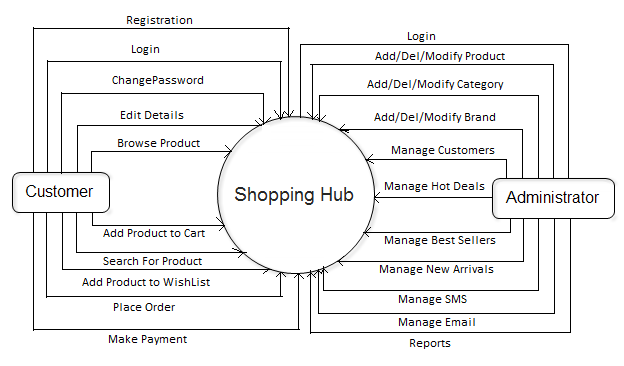 Registration
Login
Login
Add/Del/Modify Product
ChangePassword
Add/Del/Modify Category
Edit Details
Add/Del/Modify Brand
Browse Product
Manage Customers
Customer
Shopping Hub
Manage Hot Deals
Administrator
Add Product to Cart
Manage Best Sellers
Search For Product
Manage New Arrivals
Add Product to WishList
Manage SMS
Place Order
Manage Email
Make Payment
Reports